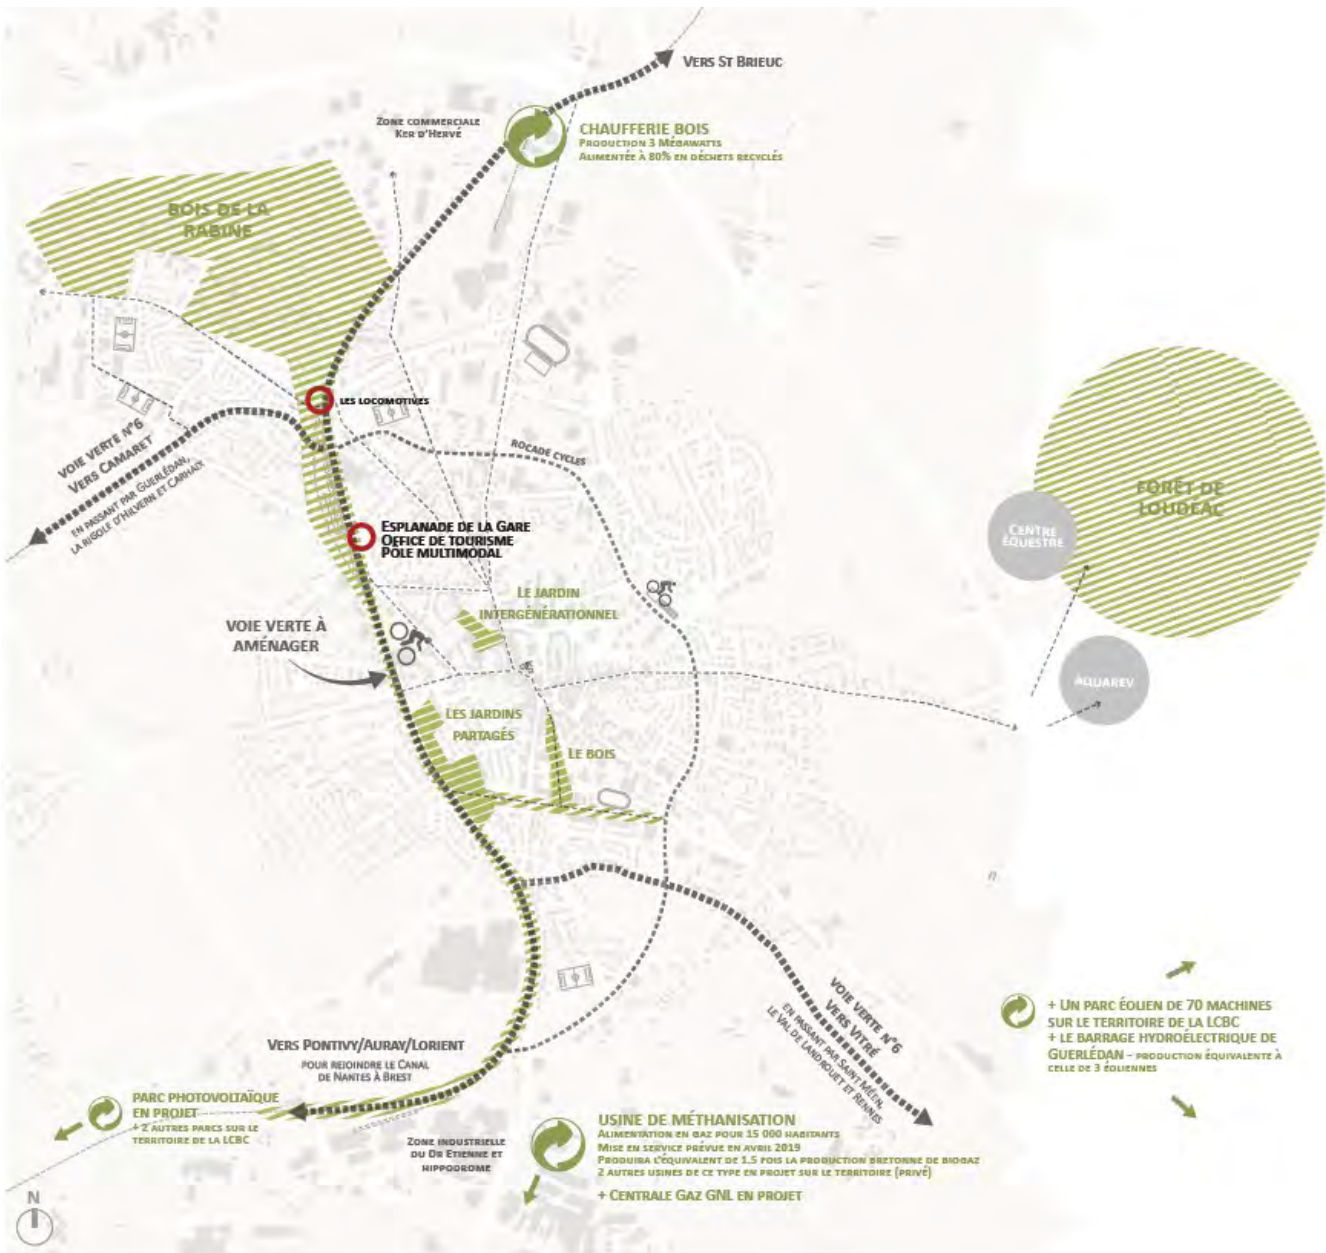 VERS ST BRIEUC
ZONE COMMERCIALE
KER D'HERVÉ
CHAUFFERIE BOIS
PRODUCTION 3 MÉGAWATTS
ALIMENTÉE À 80% EN DÉCHETS RECYCLÉS
BOIS DE LA
RABINE
LES LOCOMOTIVES
ROCADE CYCLES
VOIE VERTE N°6
VERS CAMARET
EN PASSANT PAR GUERLÉDAN,
LA RIGOLE D'HILVERN ET CARHAIX
FORÊT DE
LOUDÉAC
CENTRE
ÉQUESTRE
ESPLANADE DE LA GARE
OFFICE DE TOURISME
PÔLE MULTIMODAL
LE JARDIN
INTERGÉNÉRATIONNEL
VOIE VERTE À
AMÉNAGER
AQUAREV
LES JARDINS
PARTAGÉS
LE BOIS
VOIE VERTE N°6
VERS VITRÉ
EN PASSANT PAR SAINT MÉEN,
LE VAL DE LANDROUET ET RENNES
+ UN PARC ÉOLIEN DE 70 MACHINES
SUR LE TERRITOIRE DE LA LCBC
+ LE BARRAGE HYDROÉLECTRIQUE DE
GUERLÉDAN - PRODUCTION ÉQUIVALENTE À
CELLE DE 3 ÉOLIENNES
VERS PONTIVY/AURAY/LORIENT
POUR REJOINDRE LE CANAL
DE NANTES À BREST
PARC PHOTOVOLTAÏQUE
EN PROJET
+ 2 AUTRES PARCS SUR LE
TERRITOIRE DE LA LCBC
ZONE INDUSTRIELLE
DU DR ETIENNE ET
HIPPODROME
USINE DE MÉTHANISATION
ALIMENTATION EN GAZ POUR 15 000 HABITANTS
MISE EN SERVICE PRÉVUE EN AVRIL 2019
PRODUIRA L'ÉQUIVALENT DE 1.5 FOIS LA PRODUCTION BRETONNE DE BIOGAZ
2 AUTRES USINES DE CE TYPE EN PROJET SUR LE TERRITOIRE (PRIVÉ)
+ CENTRALE GAZ GNL EN PROJET
N